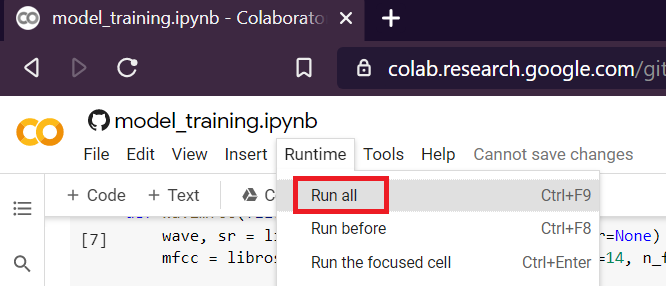 model_training.ipynb - Colaborato
colab.research.google.com/git
model_training.ipynb
File Edit View Insert Runtime Tools Help Cannot save changes
+ Code + Text
Run all Ctrl+F9
[7] wave, sr = li r=None)
Run before Ctrl+F8
mfcc = libros =14, n_f
Run the focused cell Ctrl+Enter